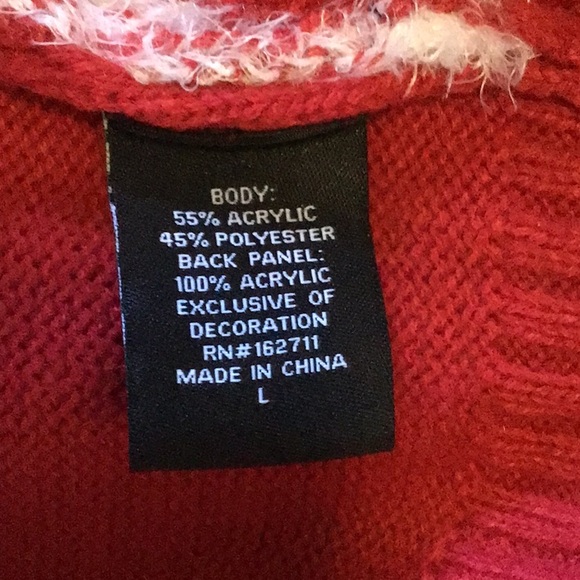 BODY:
55% ACRYLIC
45% POLYESTER
BACK PANEL:
100% ACRYLIC
EXCLUSIVE OF
DECORATION
RN#162711
MADE IN CHINA
L